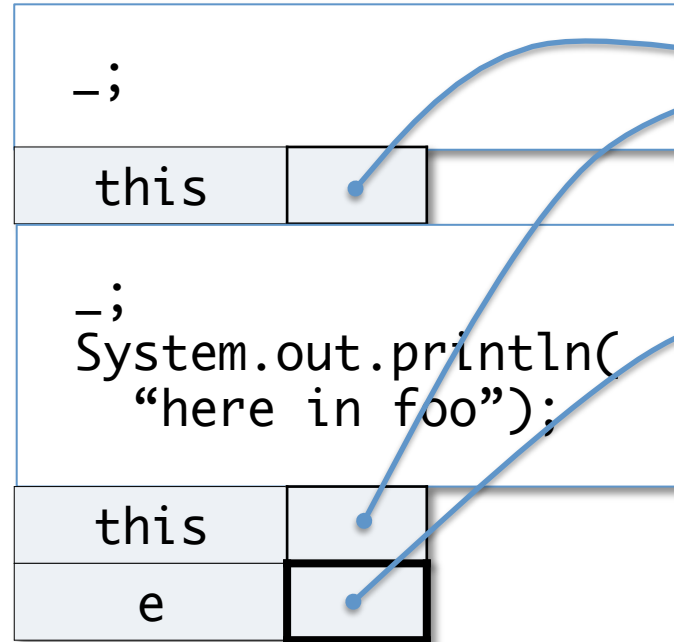 _;
this
_;
System.out.println(
“here in foo”);
this
e